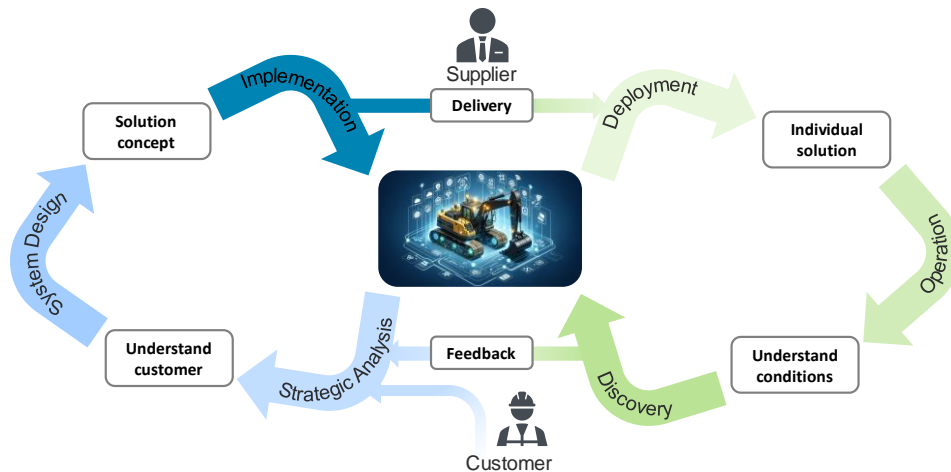 Supplier
Implementation
Delivery
Deployment
Solution
concept
Individual
solution
System Design
Operation
Understand
customer
Strategic Analysis
Feedback
Discovery
Understand
conditions
Customer